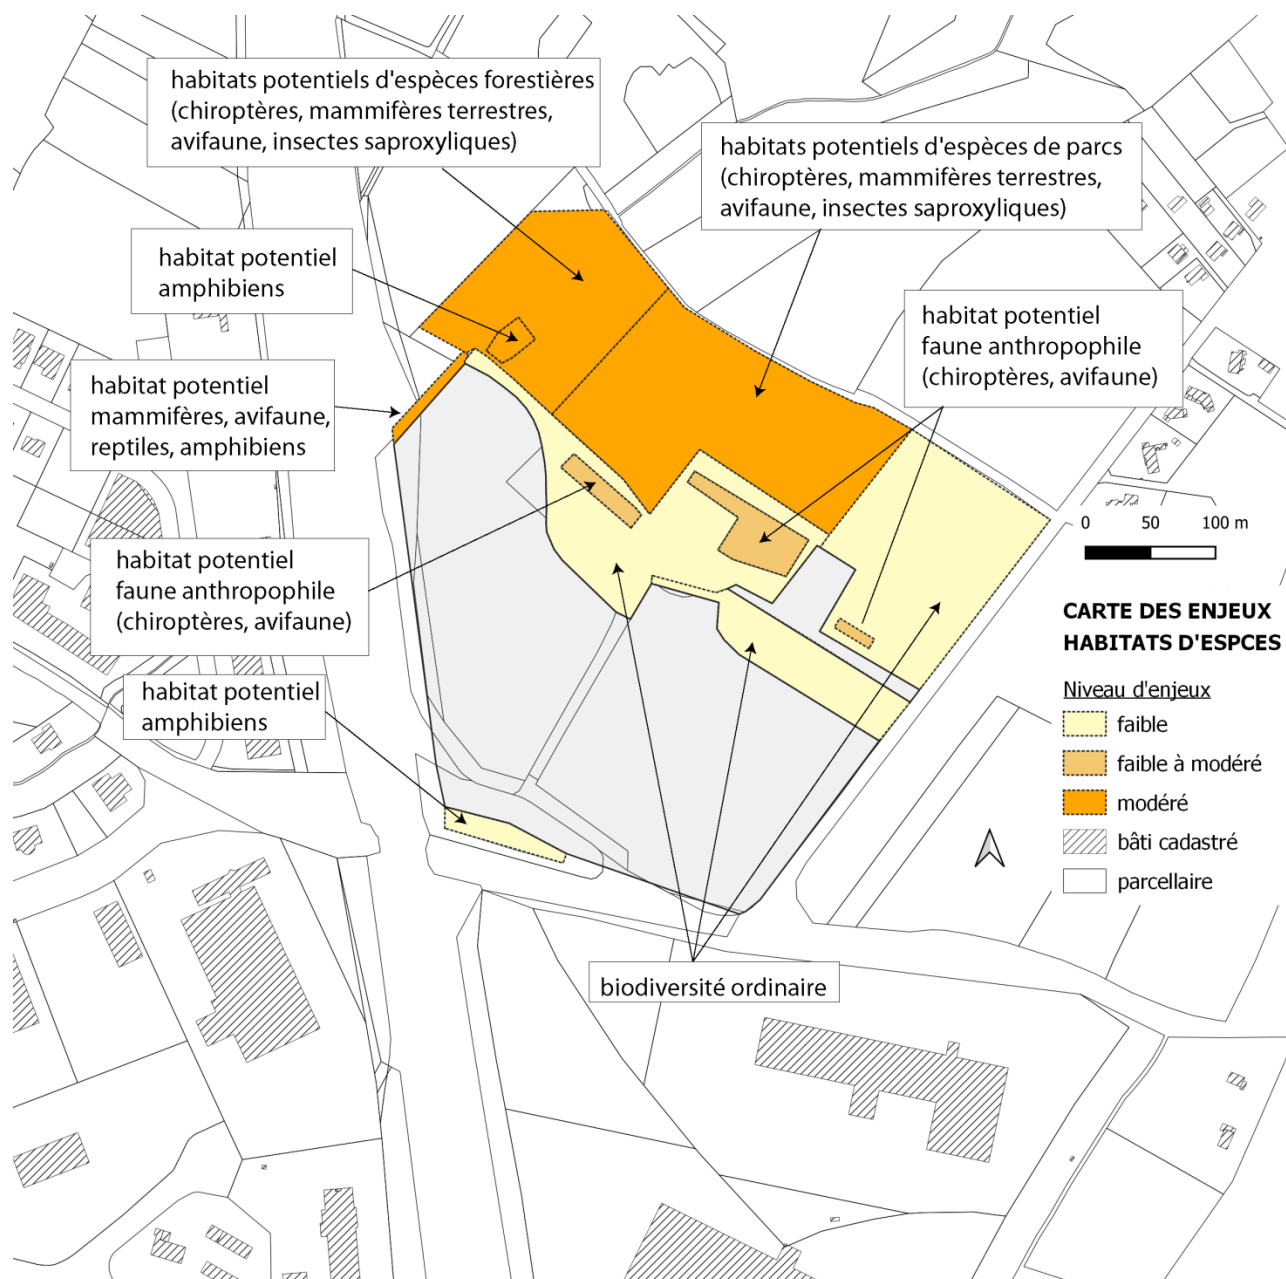 habitats potentiels d'espèces forestières
(chiroptères, mammifères terrestres,
avifaune, insectes saproxyliques)
habitats potentiels d'espèces de parcs
(chiroptères, mammifères terrestres,
avifaune, insectes saproxyliques)
habitat potentiel
amphibiens
habitat potentiel
faune anthropophile
(chiroptères, avifaune)
habitat potentiel
mammifères, avifaune,
reptiles, amphibiens
habitat potentiel
faune anthropophile
(chiroptères, avifaune)
habitat potentiel
amphibiens
biodiversité ordinaire
0 50 100 m
CARTE DES ENJEUX
HABITATS D'ESPCES
Niveau d'enjeux
faible
faible à modéré
modéré
bâti cadastré
parcellaire